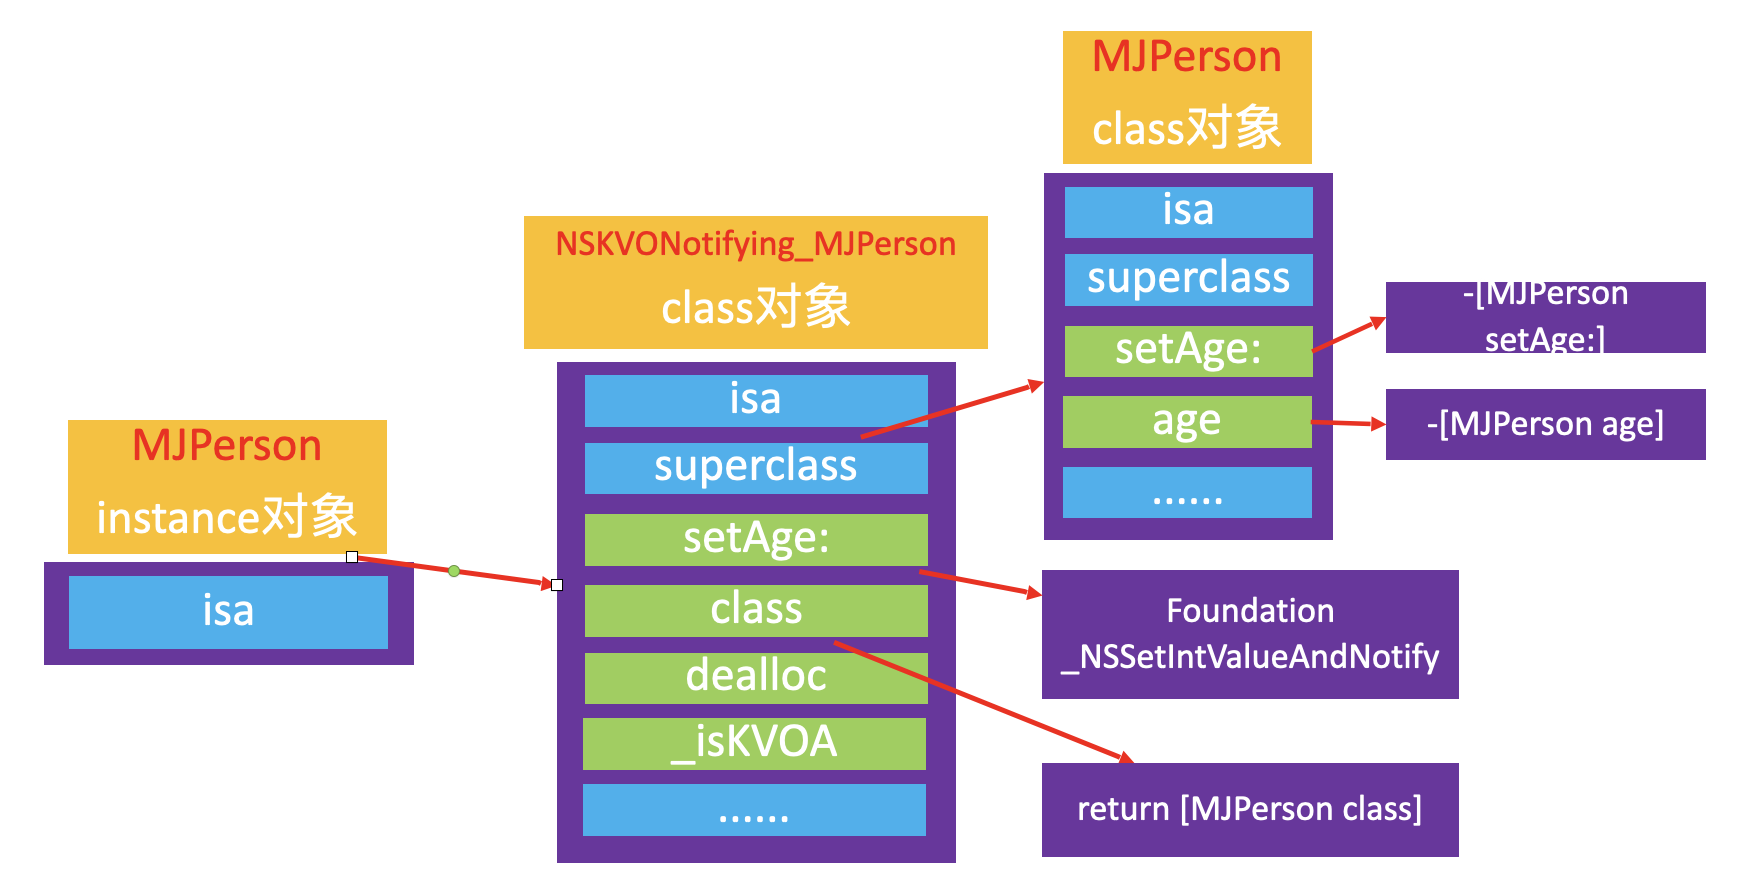 MJPerson
instance对象
isa
NSKVONotifying_MJPerson
class对象
isa
superclass
setAge:
class
dealloc
_isKVOA
......
MJPerson
class对象
isa
superclass
setAge:
age
......
-[MJPerson
setAge:]
-[MJPerson age]
Foundation
_NSSetIntValueAndNotify
return [MJPerson class]